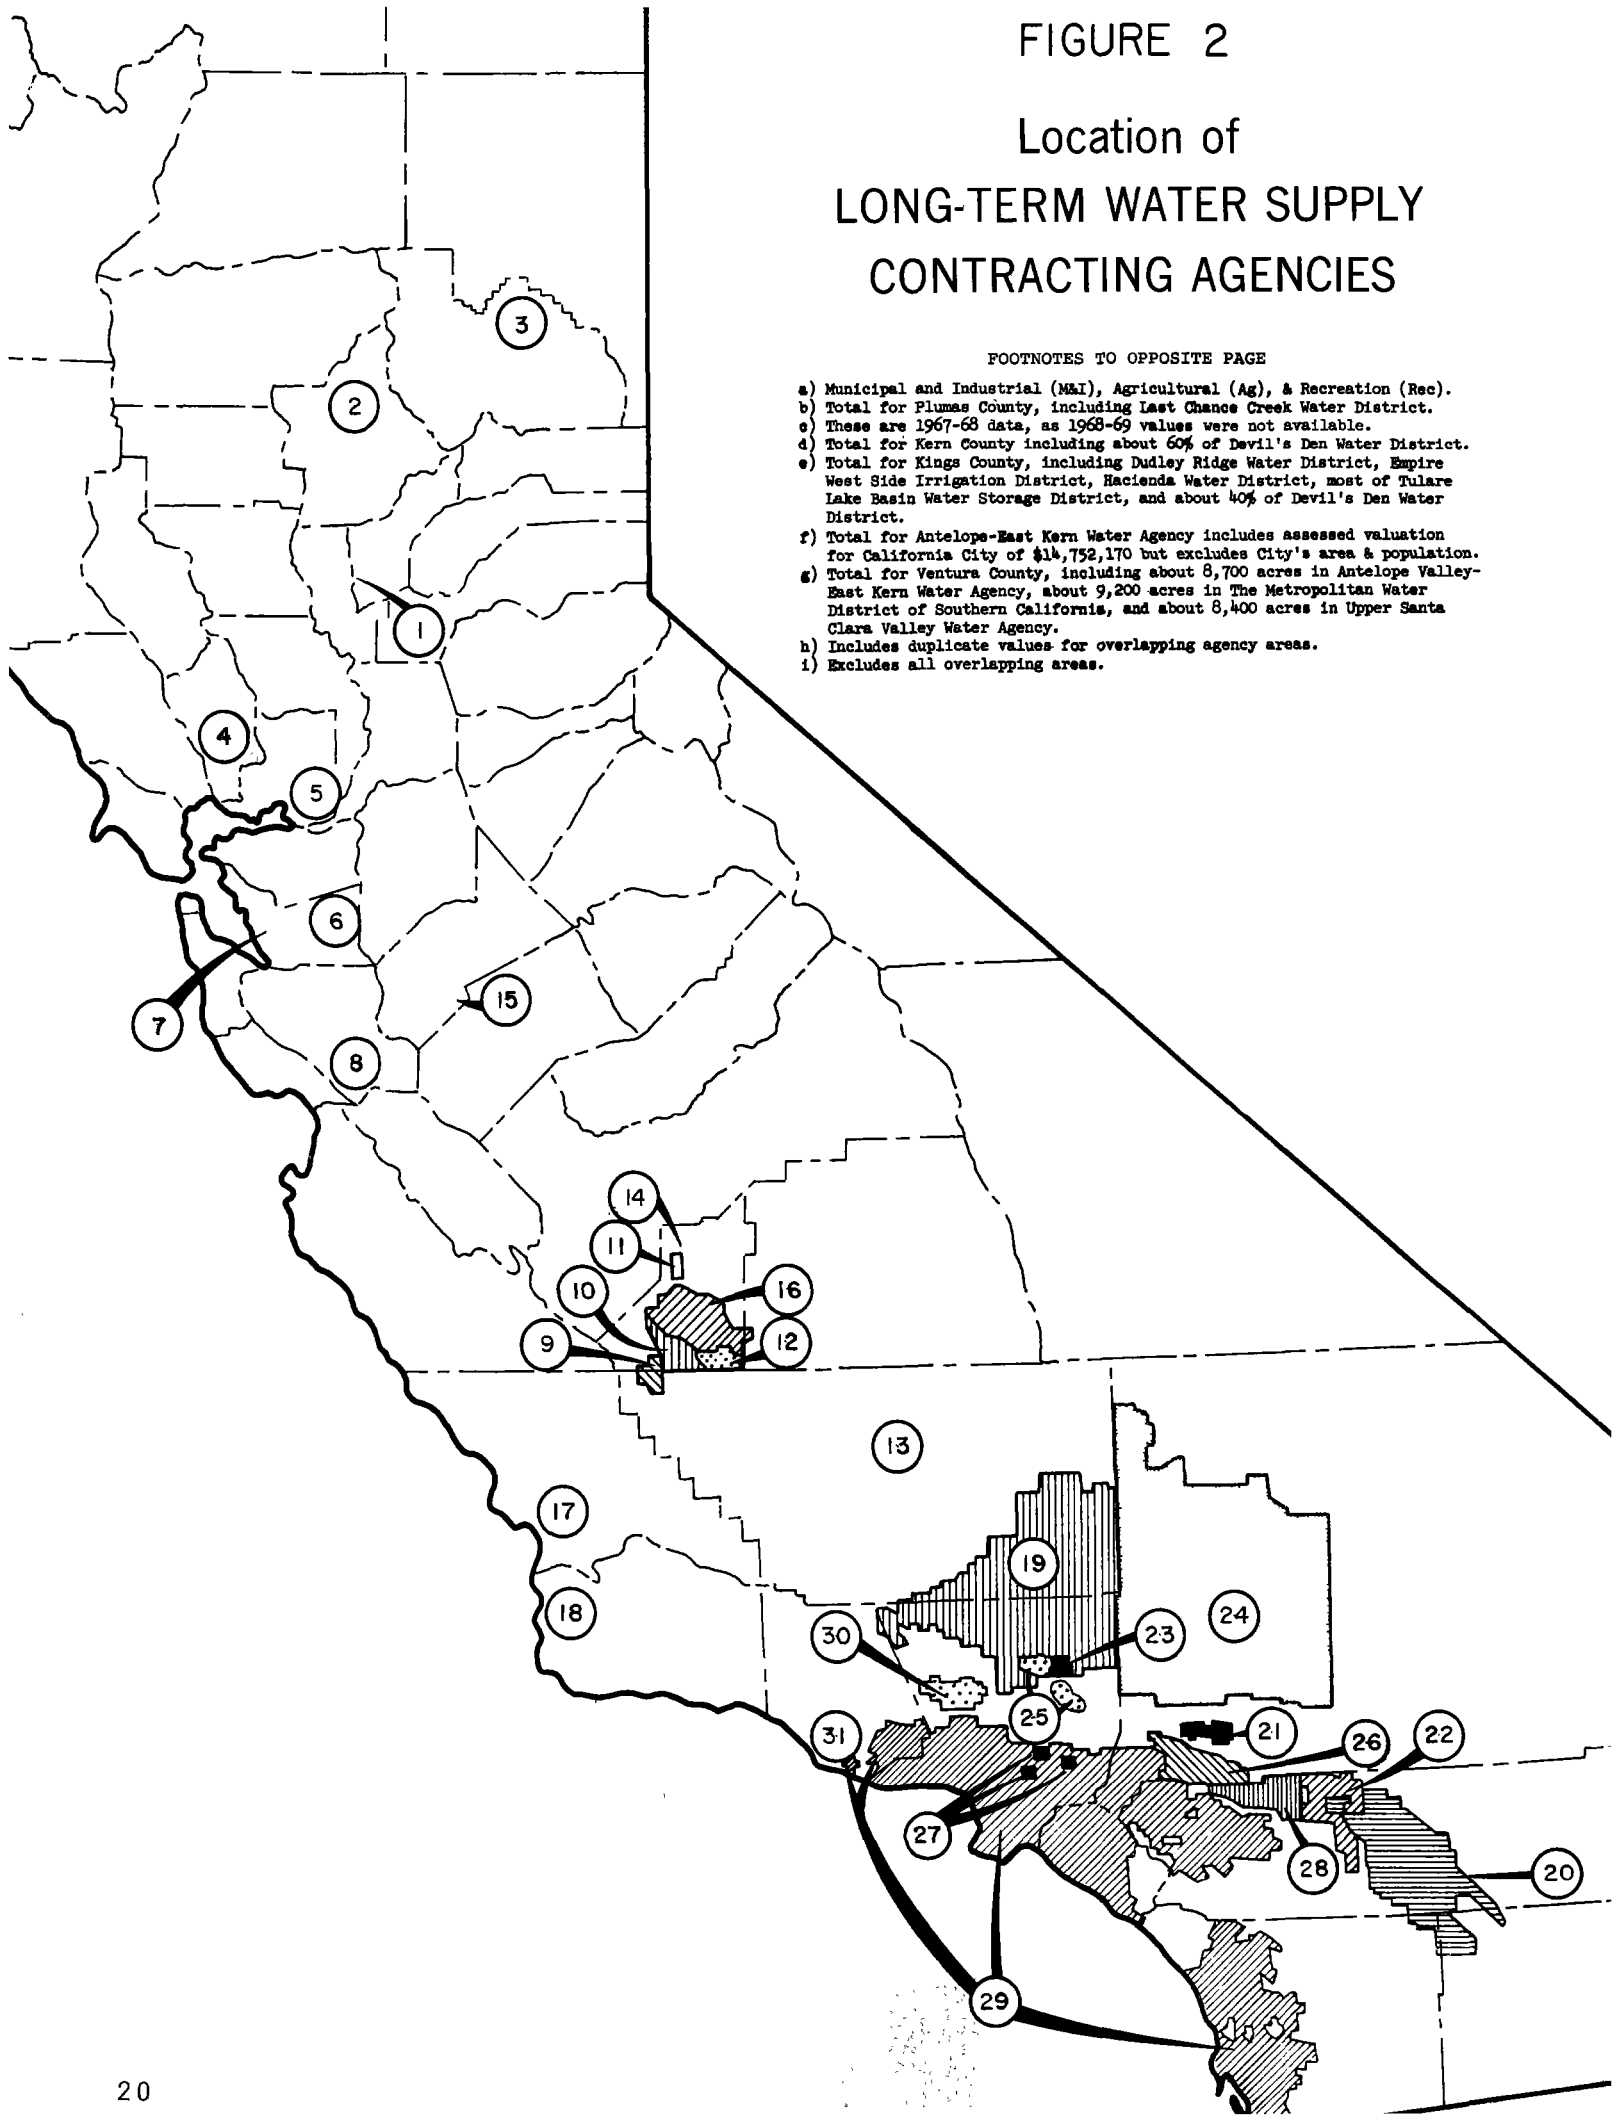 FIGURE 2
Location of
LONG-TERM WATER SUPPLY
CONTRACTING AGENCIES
FOOTNOTES TO OPPOSITE PAGE
a) Municipal and Industrial (M&I), Agricultural (Ag), & Recreation (Rec).
b) Total for Plumas County, including Last Chance Creek Water District.
c) These are 1967-68 data, as 1968-69 values were not available.
d) Total for Kern County including about 60% of Devil's Den Water District.
e) Total for Kings County, including Dudley Ridge Water District, Empire
West Side Irrigation District, Hacienda Water District, most of Tulare
Lake Basin Water Storage District, and about 40% of Devil's Den Water
District.
f) Total for Antelope-East Kern Water Agency includes assessed valuation
for California City of $14,752,170 but excludes City's area & population.
g) Total for Ventura County, including about 8,700 acres in Antelope Valley-
East Kern Water Agency, about 9,200 acres in The Metropolitan Water
District of Southern California, and about 8,400 acres in Upper Santa
Clara Valley Water Agency.
h) Includes duplicate values for overlapping agency areas.
i) Excludes all overlapping areas.
3
2
1
4
5
6
7
15
8
14
11
10
16
9
12
13
17
19
18
24
30
23
25
31
21
26
22
27
28
20
29
20